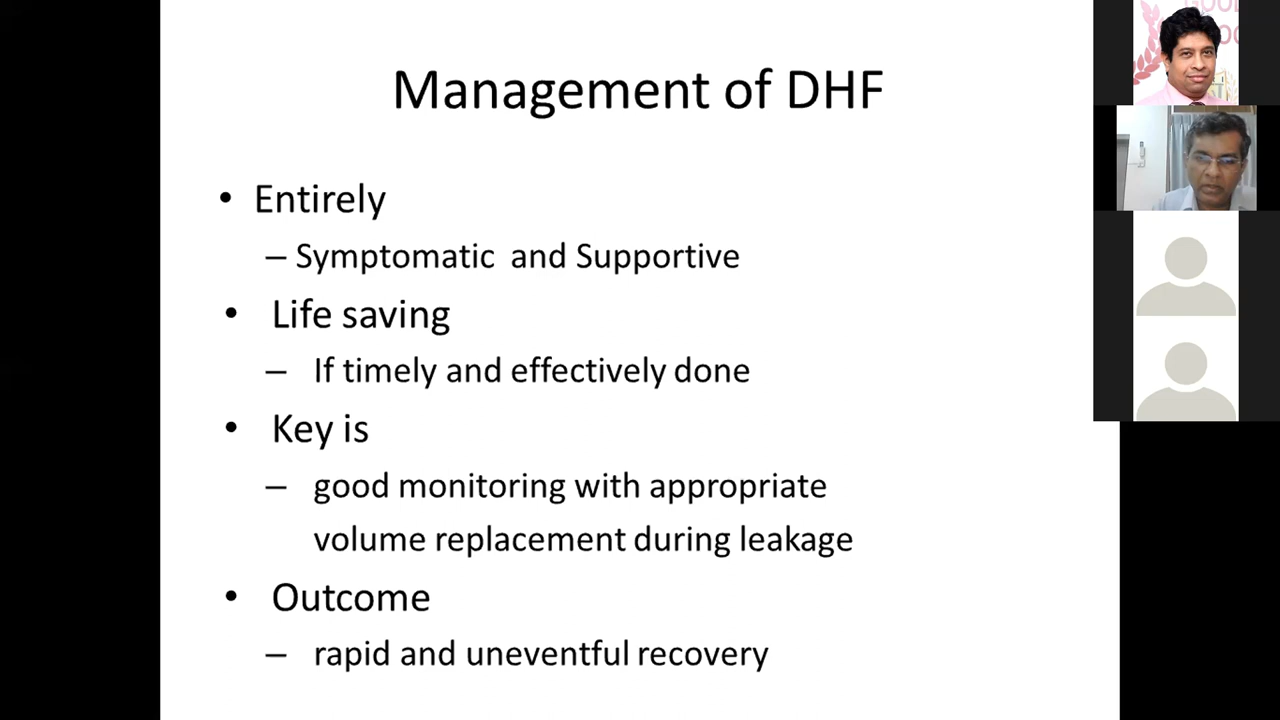 Management of DHF
• Entirely
– Symptomatic and Supportive
• Life saving
– If timely and effectively done
• Key is
– good monitoring with appropriate
volume replacement during leakage
• Outcome
– rapid and uneventful recovery